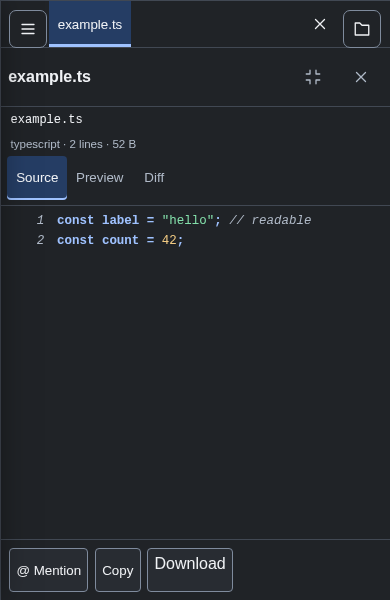 example.ts
example.ts
example.ts
typescript · 2 lines · 52 B
Source Preview Diff
1 const label = "hello"; // readable
2 const count = 42;
@ Mention Copy Download